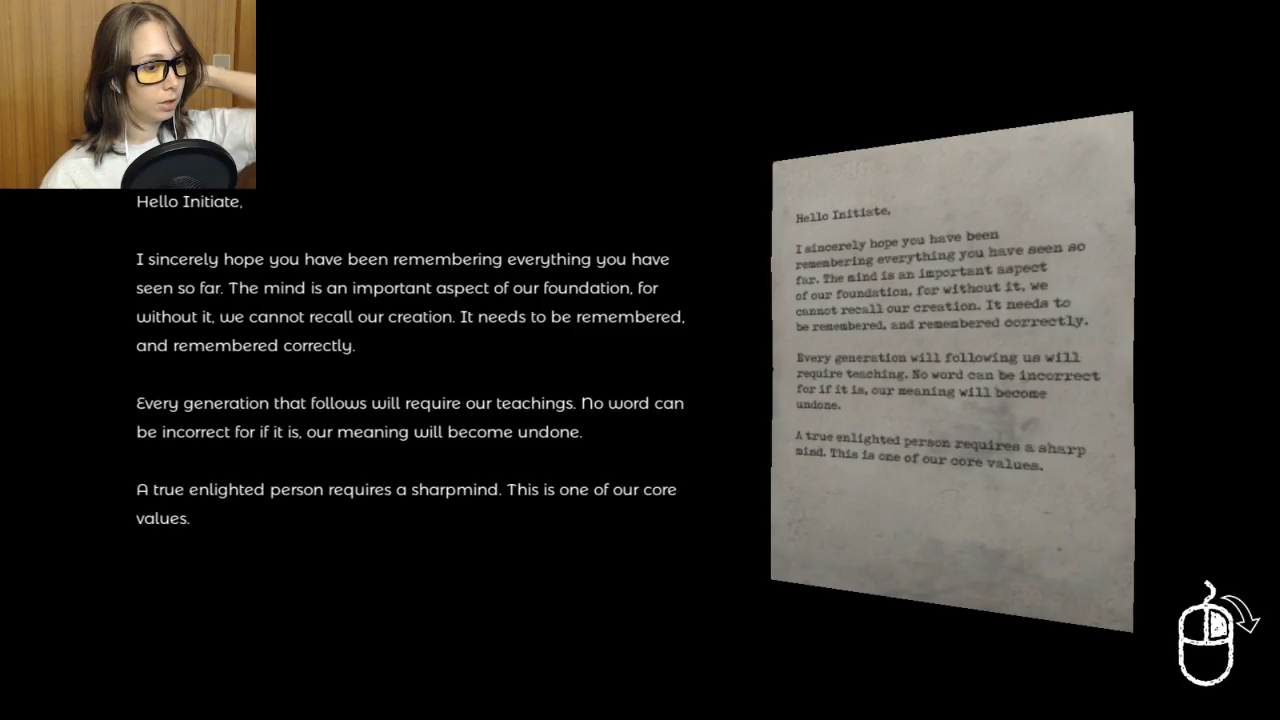 Hello Initiate,
I sincerely hope you have been remembering everything you have
seen so far. The mind is an important aspect of our foundation, for
without it, we cannot recall our creation. It needs to be remembered,
and remembered correctly.
Every generation that follows will require our teachings. No word can
be incorrect for if it is, our meaning will become undone.
A true enlighted person requires a sharpmind. This is one of our core
values.
Hello Initiate,
I sincerely hope you have been
remembering everything you have seen so
far. The mind is an important aspect
of our foundation, for without it, we
cannot recall our creation. It needs to
be remembered, and remembered correctly.
Every generation will following us will
require teaching. No word can be incorrect
for if it is, our meaning will become
undone.
A true enlighted person requires a sharp
mind. This is one of our core values.